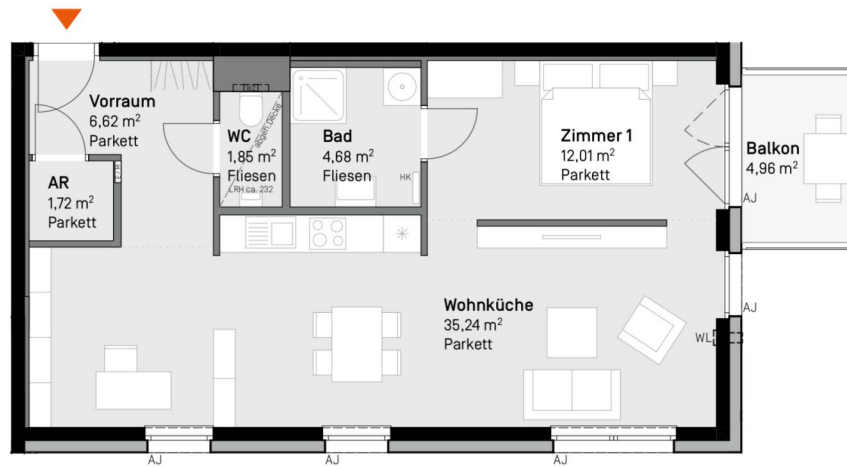 Vorraum
6,62 m²
Parkett
WC
1,85 m²
Fliesen
LRH ca. 232
abgeh.Decke
Bad
4,68 m²
Fliesen
HK
Zimmer 1
12,01 m²
Parkett
Balkon
4,96 m²
AJ
AR
1,72 m²
Parkett
Wohnküche
35,24 m²
Parkett
AJ
WL
AJ
AJ
AJ